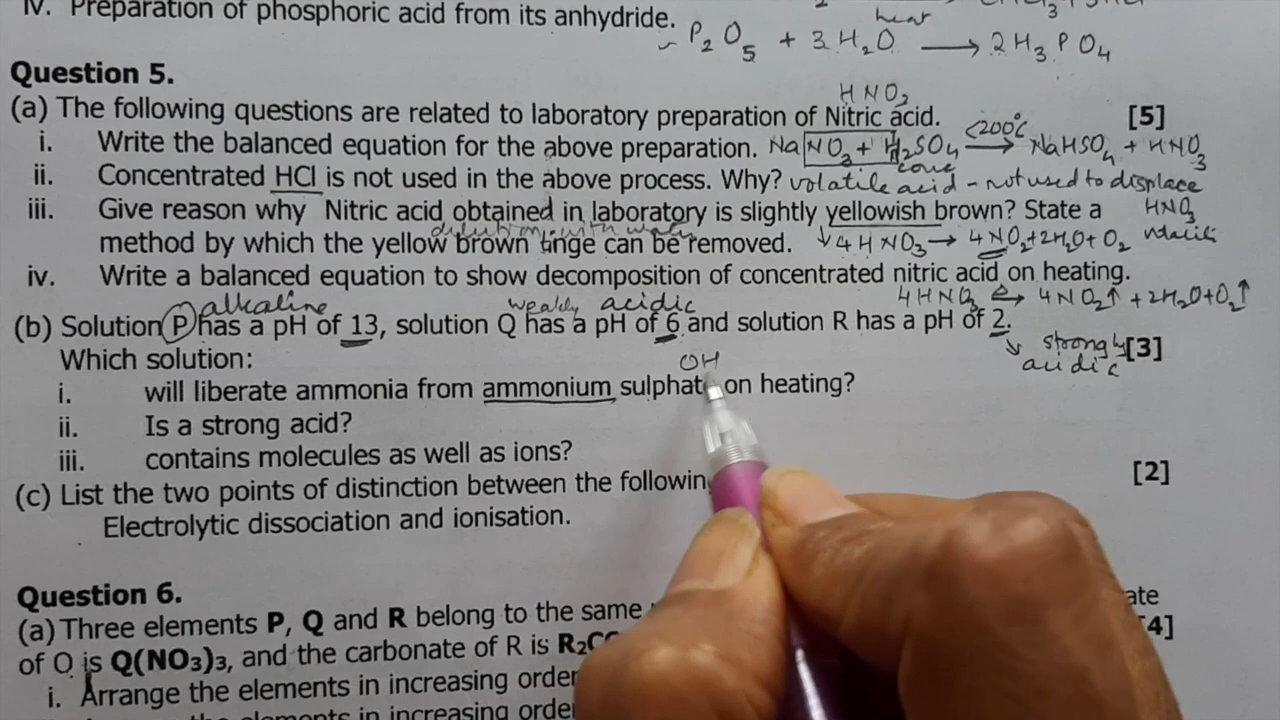 iv. Preparation of phosphoric acid from its anhydride.
heat
P2O5 + 3H2O ⟶ 2H3PO4
Question 5.
HNO3
(a) The following questions are related to laboratory preparation of Nitric acid. [5]
i. Write the balanced equation for the above preparation. NaNO3 + H2SO4 ⟶ NaHSO4 + HNO3
<200°C
conc
ii. Concentrated HCl is not used in the above process. Why? volatile acid - not used to displace
HNO3
iii. Give reason why Nitric acid obtained in laboratory is slightly yellowish brown? State a
dilution with water
method by which the yellow brown tinge can be removed. ↓4HNO3 → 4NO2+2H2O+O2
iv. Write a balanced equation to show decomposition of concentrated nitric acid on heating.
4HNO3 → 4NO2↑ +2H2O+O2↑
alkaline weakly acidic
(b) Solution P has a pH of 13, solution Q has a pH of 6 and solution R has a pH of 2.
↓ strongly acidic
Which solution: [3]
OH
i. will liberate ammonia from ammonium sulphate on heating?
ii. Is a strong acid?
iii. contains molecules as well as ions?
(c) List the two points of distinction between the [2]
Electrolytic dissociation and ionisation.
Question 6.
(a) Three elements P, Q and R belong to the same
[4]
of Q is Q(NO3)3, and the carbonate of R is
i. Arrange the elements in increasing order
elements in increasing